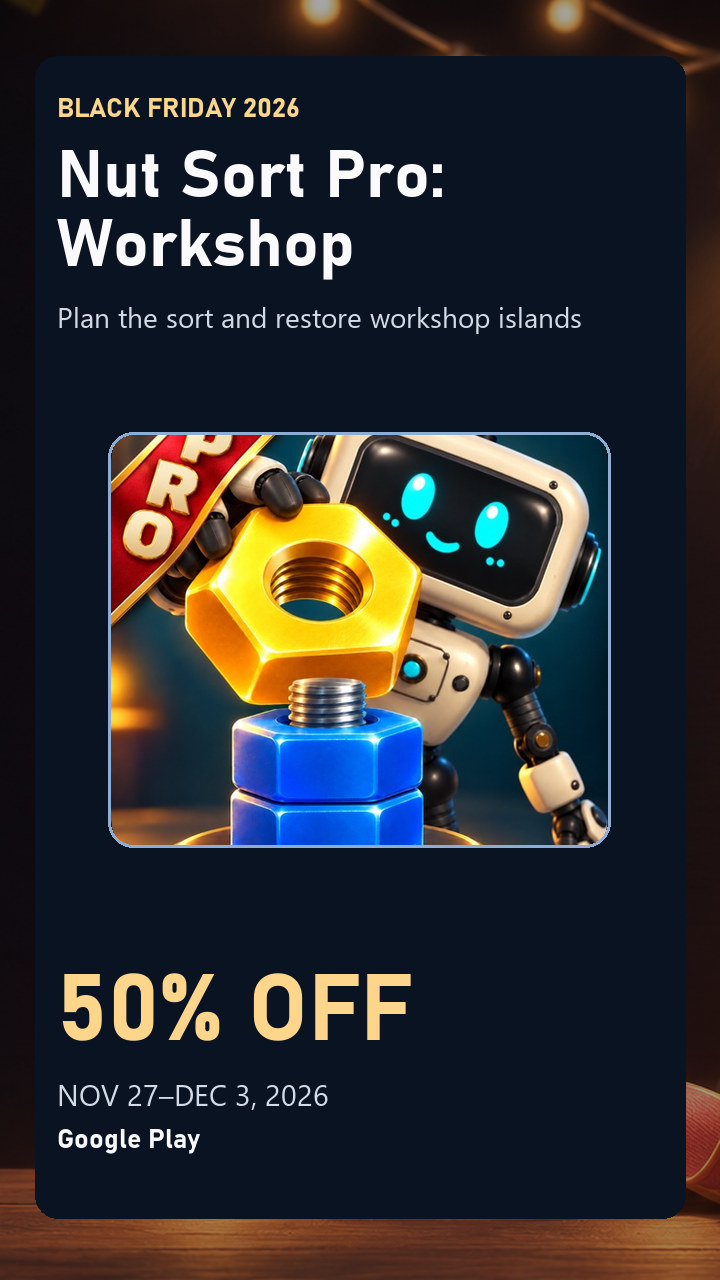 BLACK FRIDAY 2026
Nut Sort Pro:
Workshop
Plan the sort and restore workshop islands
PRO
50% OFF
NOV 27–DEC 3, 2026
Google Play